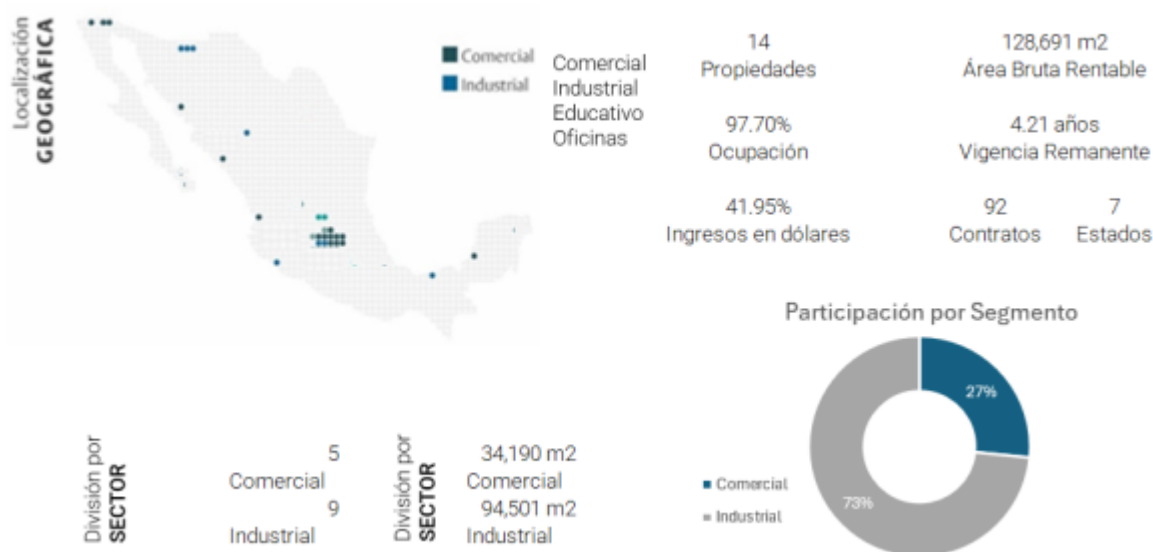 Localización
GEOGRÁFICA
Comercial
Industrial
Comercial
Industrial
Educativo
Oficinas
14
Propiedades
128,691 m2
Área Bruta Rentable
97.70%
Ocupación
4.21 años
Vigencia Remanente
41.95%
Ingresos en dólares
92
Contratos
7
Estados
División por
SECTOR
5
Comercial
9
Industrial
División por
SECTOR
34,190 m2
Comercial
94,501 m2
Industrial
Participación por Segmento
27%
73%
Comercial
Industrial